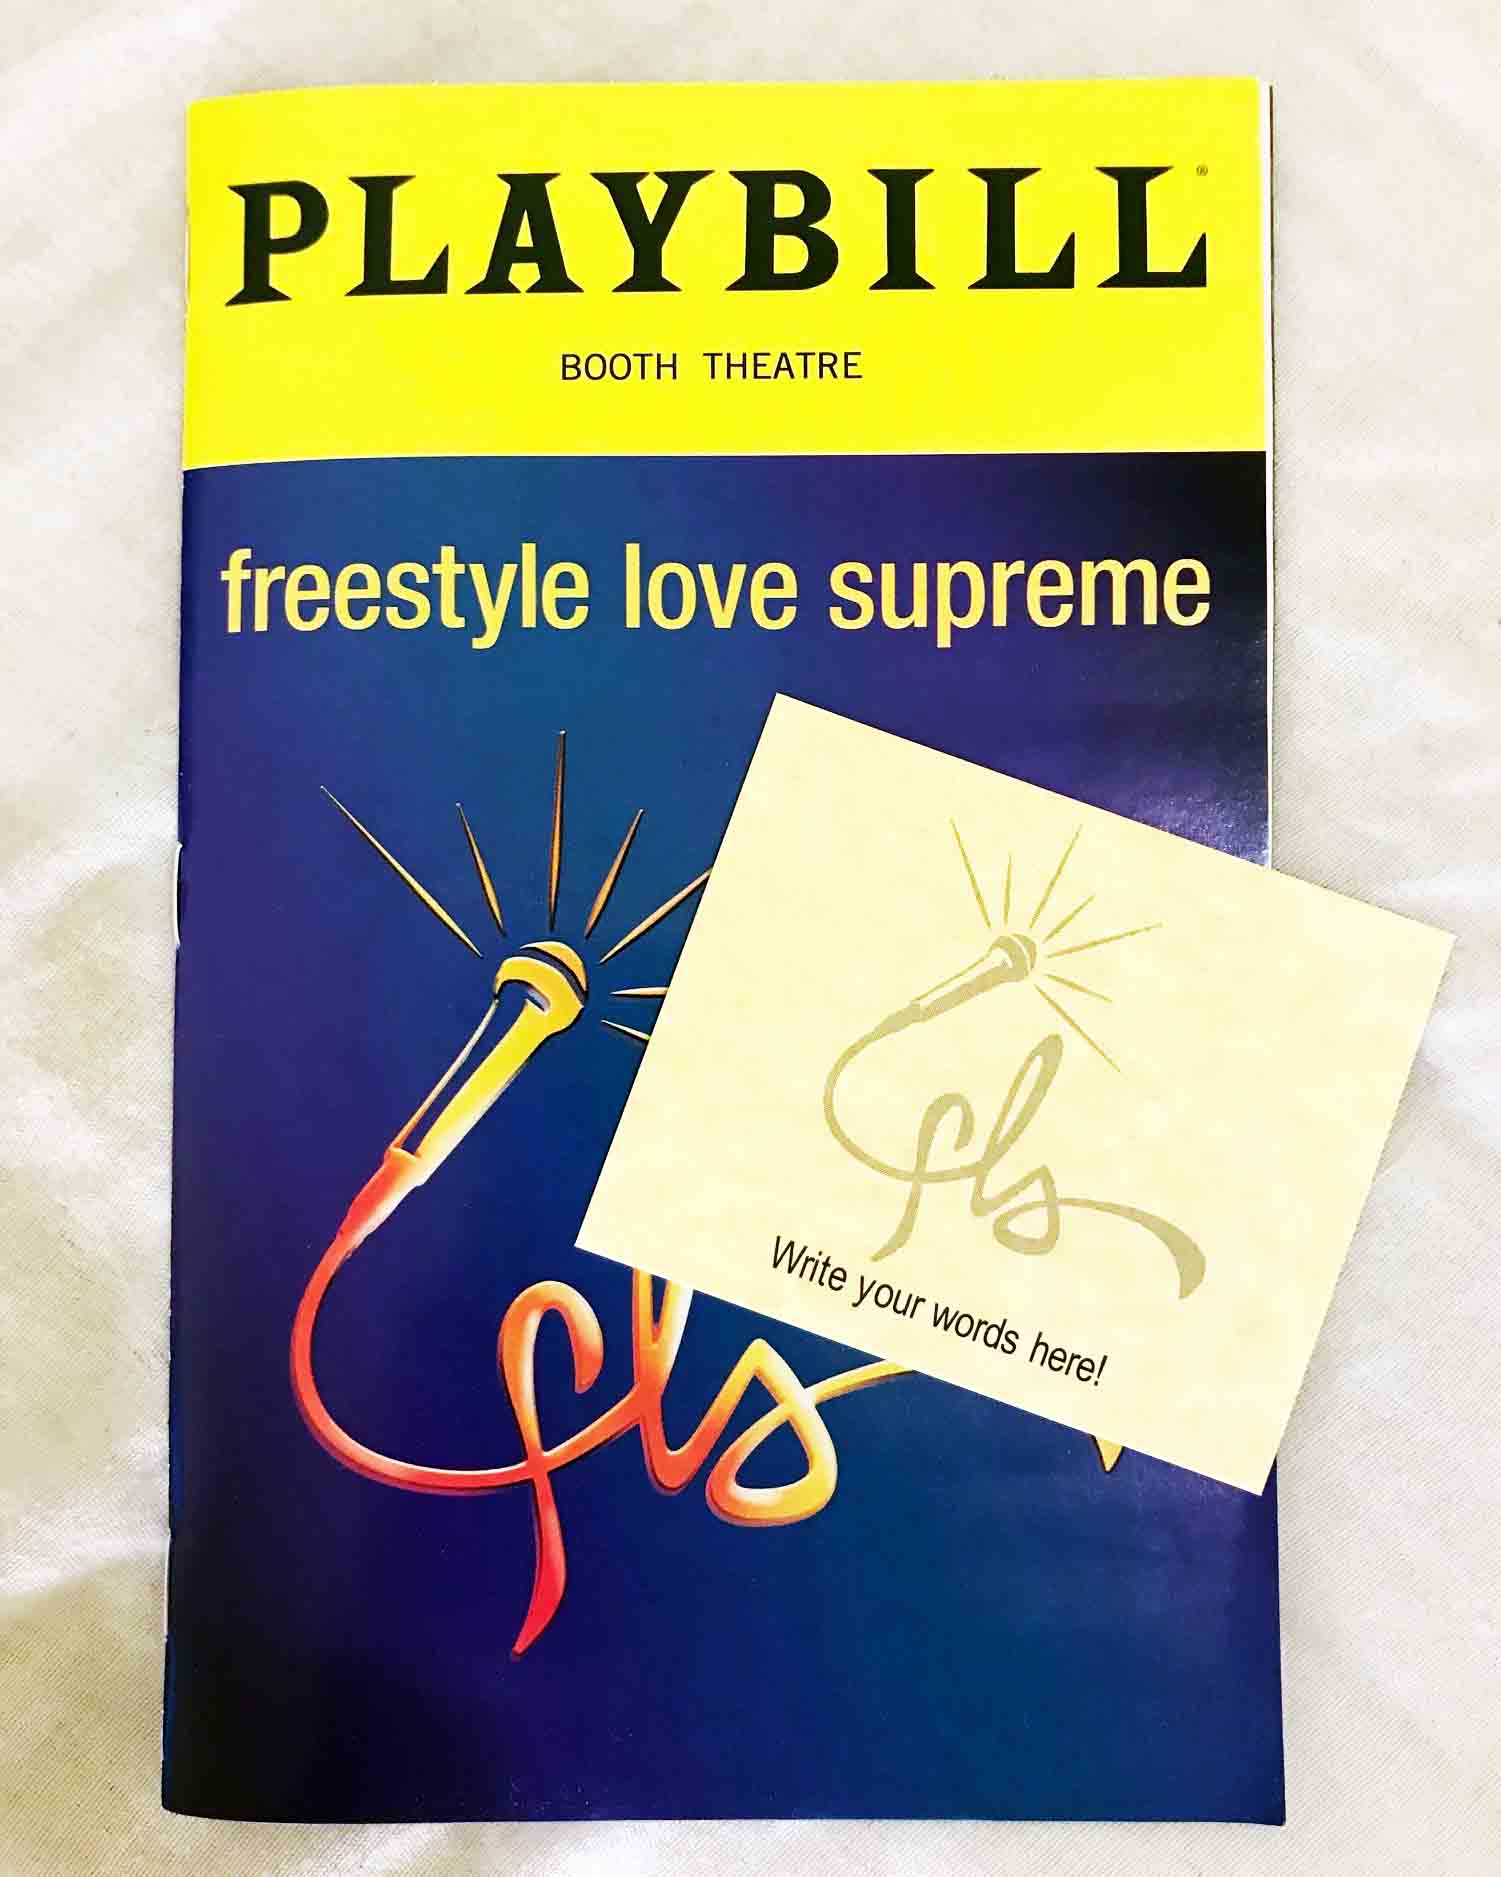 PLAYBILL®
BOOTH THEATRE
freestyle love supreme
fls
fls
Write your words here!